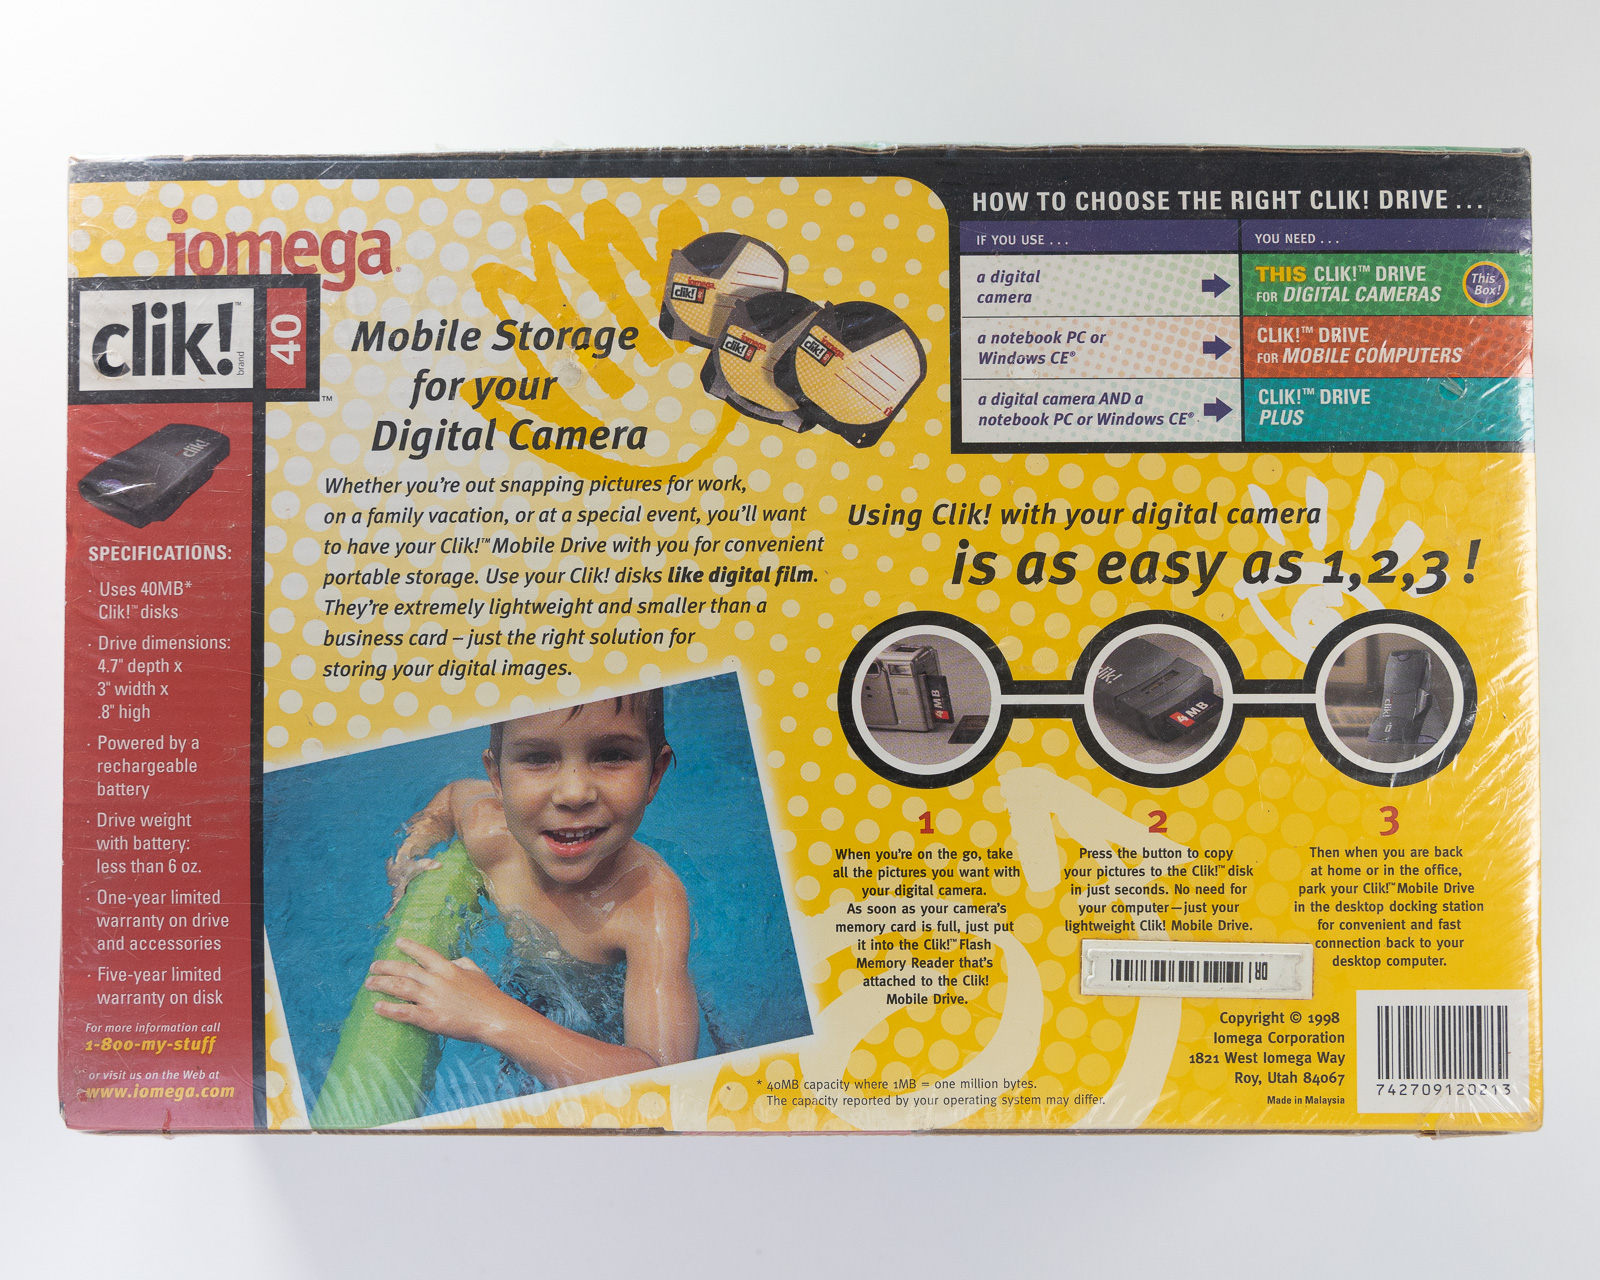 iomega
clik!™
brand
40
™
Mobile Storage
for your
Digital Camera
Whether you're out snapping pictures for work,
on a family vacation, or at a special event, you'll want
to have your Clik!™ Mobile Drive with you for convenient
portable storage. Use your Clik! disks like digital film.
They're extremely lightweight and smaller than a
business card – just the right solution for
storing your digital images.
iomega
clik!
iomega
clik!
iomega
clik!
clik!
SPECIFICATIONS:
· Uses 40MB*
Clik!™ disks
· Drive dimensions:
4.7" depth x
3" width x
.8" high
· Powered by a
rechargeable
battery
· Drive weight
with battery:
less than 6 oz.
· One-year limited
warranty on drive
and accessories
· Five-year limited
warranty on disk
For more information call
1-800-my-stuff
or visit us on the Web at
www.iomega.com
HOW TO CHOOSE THE RIGHT CLIK! DRIVE . . .
IF YOU USE . . .
YOU NEED . . .
a digital
camera
THIS CLIK!™ DRIVE
FOR DIGITAL CAMERAS
This
Box!
a notebook PC or
Windows CE®
CLIK!™ DRIVE
FOR MOBILE COMPUTERS
a digital camera AND a
notebook PC or Windows CE®
CLIK!™ DRIVE
PLUS
Using Clik! with your digital camera
is as easy as 1,2,3!
4MB
clik!
4MB
clik!
1
When you're on the go, take
all the pictures you want with
your digital camera.
As soon as your camera's
memory card is full, just put
it into the Clik!™ Flash
Memory Reader that's
attached to the Clik!
Mobile Drive.
2
Press the button to copy
your pictures to the Clik!™ disk
in just seconds. No need for
your computer—just your
lightweight Clik! Mobile Drive.
3
Then when you are back
at home or in the office,
park your Clik!™ Mobile Drive
in the desktop docking station
for convenient and fast
connection back to your
desktop computer.
DR
Copyright © 1998
Iomega Corporation
1821 West Iomega Way
Roy, Utah 84067
Made in Malaysia
742709120213
* 40MB capacity where 1MB = one million bytes.
The capacity reported by your operating system may differ.